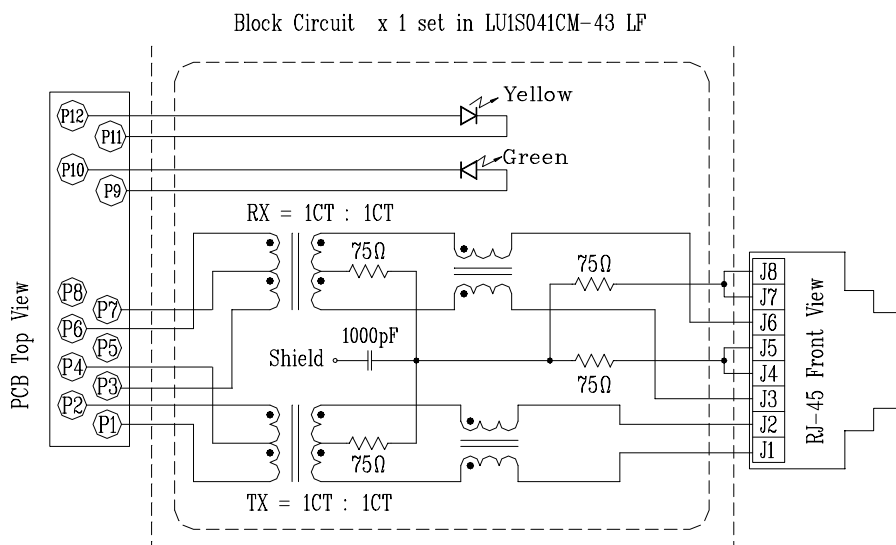 Block Circuit x 1 set in LU1S041CM-43 LF
P12
Yellow
P11
P10
Green
P9
RX = 1CT : 1CT
75Ω
75Ω
J8
P8
J7
P7
J6
P6
1000pF
P5
J5
Shield
P4
J4
P3
75Ω
J3
P2
J2
P1
J1
75Ω
TX = 1CT : 1CT
PCB Top View
RJ-45 Front View